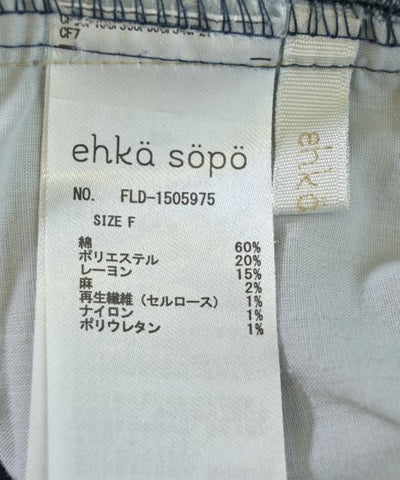 CF7
ehkä söpö
NO. FLD-1505975
SIZE F
綿 60%
ポリエステル 20%
レーヨン 15%
麻 2%
再生繊維（セルロース） 1%
ナイロン 1%
ポリウレタン 1%
ehkä